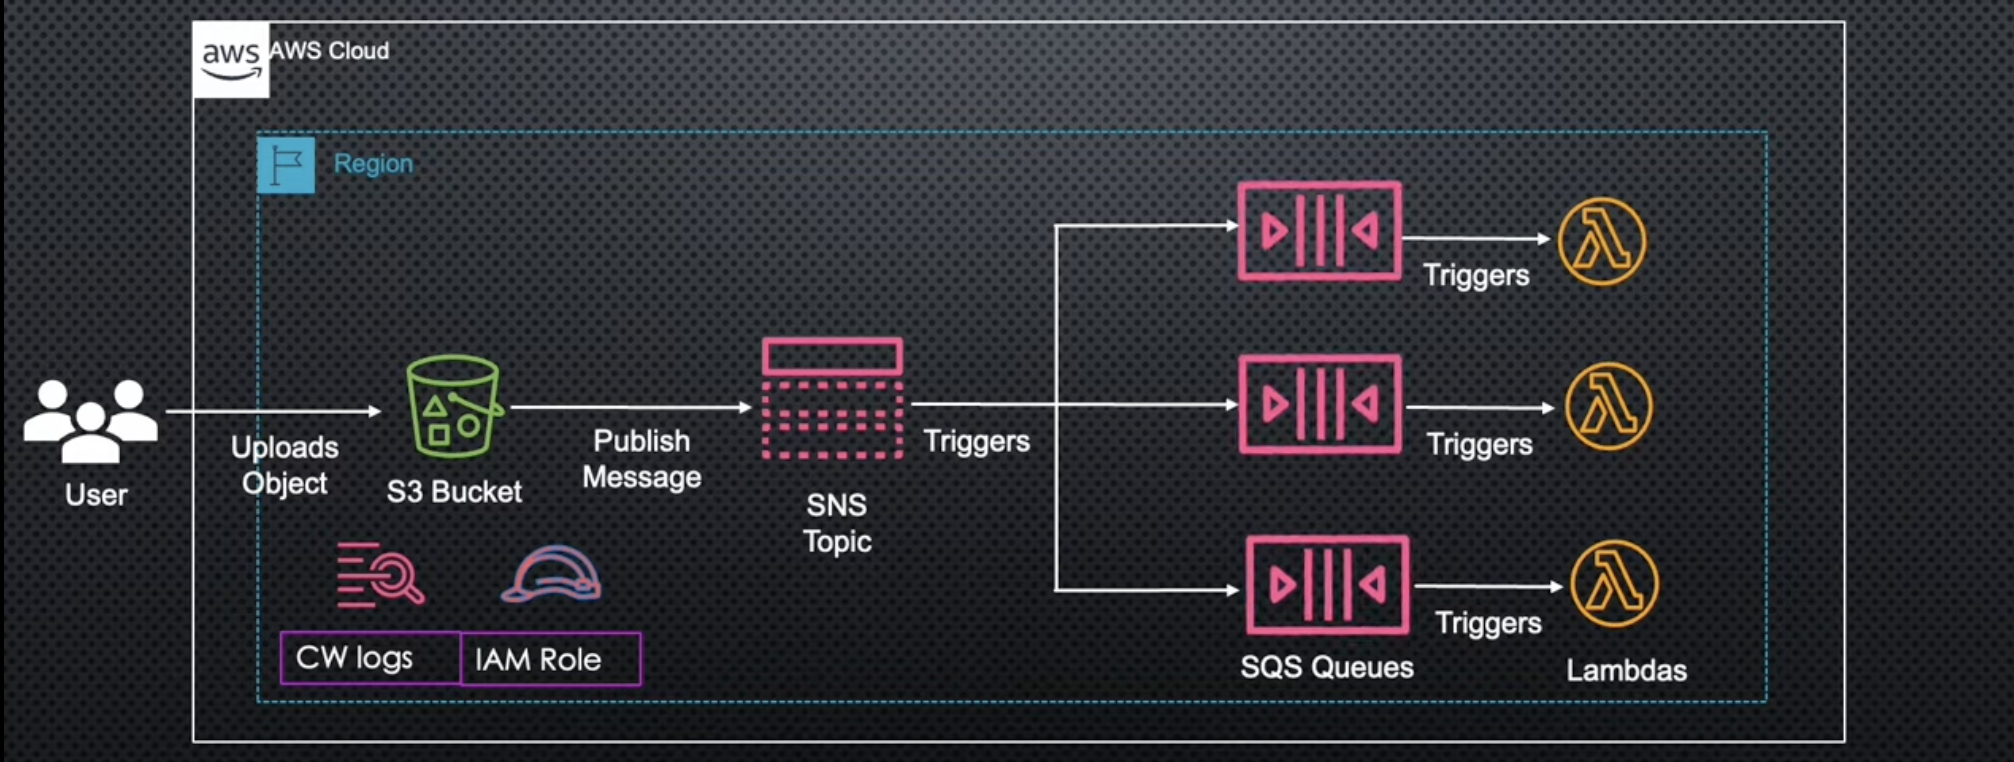 aws
AWS Cloud
Region
Triggers
Triggers
Uploads
Object
Publish
Message
Triggers
User
S3 Bucket
SNS
Topic
Triggers
CW logs
IAM Role
SQS Queues
Lambdas